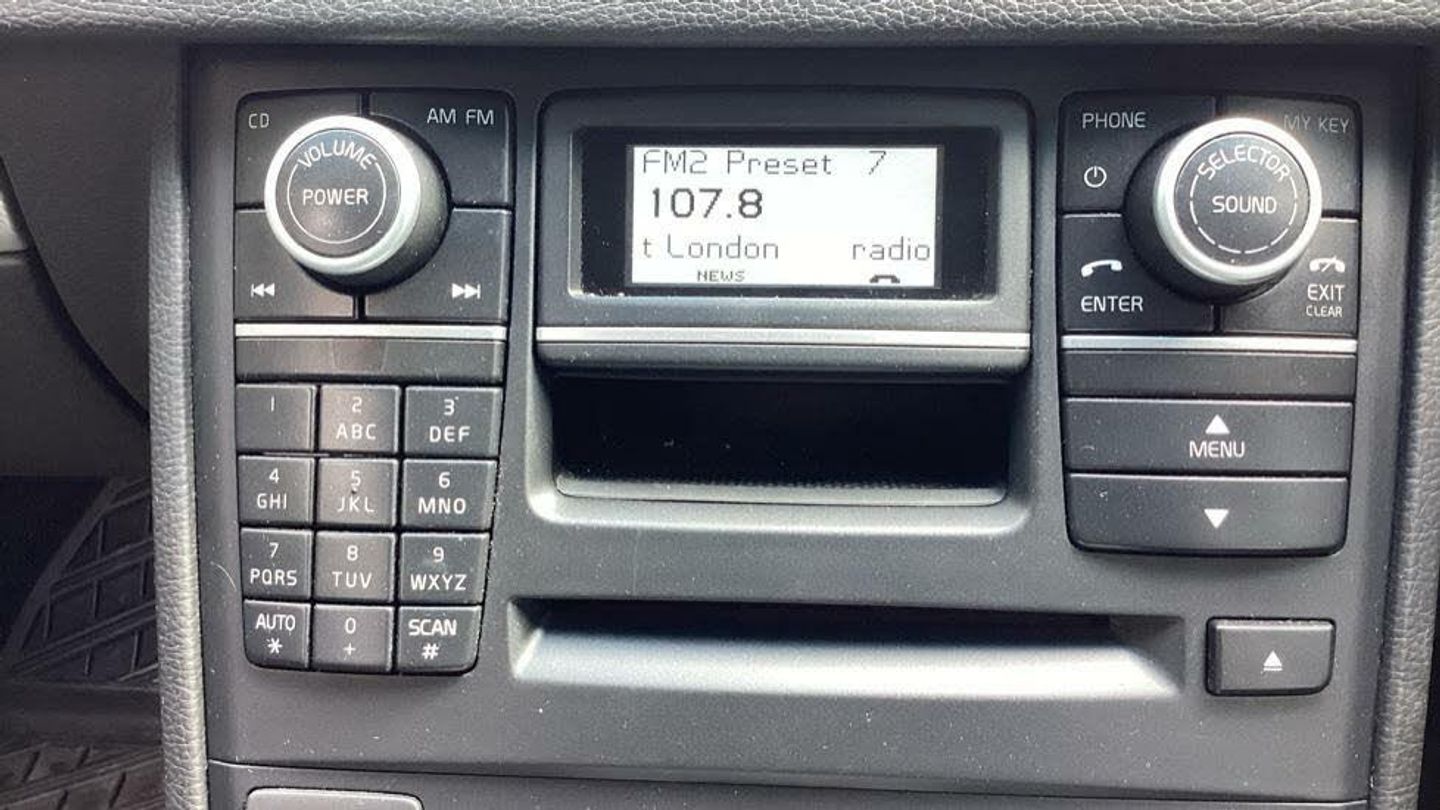 CD
AM FM
VOLUME
POWER
FM2 Preset 7
107.8
t London radio
NEWS
PHONE
MY KEY
SELECTOR
SOUND
ENTER
EXIT
CLEAR
MENU
1
2
ABC
3
DEF
4
GHI
5
JKL
6
MNO
7
PQRS
8
TUV
9
WXYZ
AUTO
*
0
+
SCAN
#